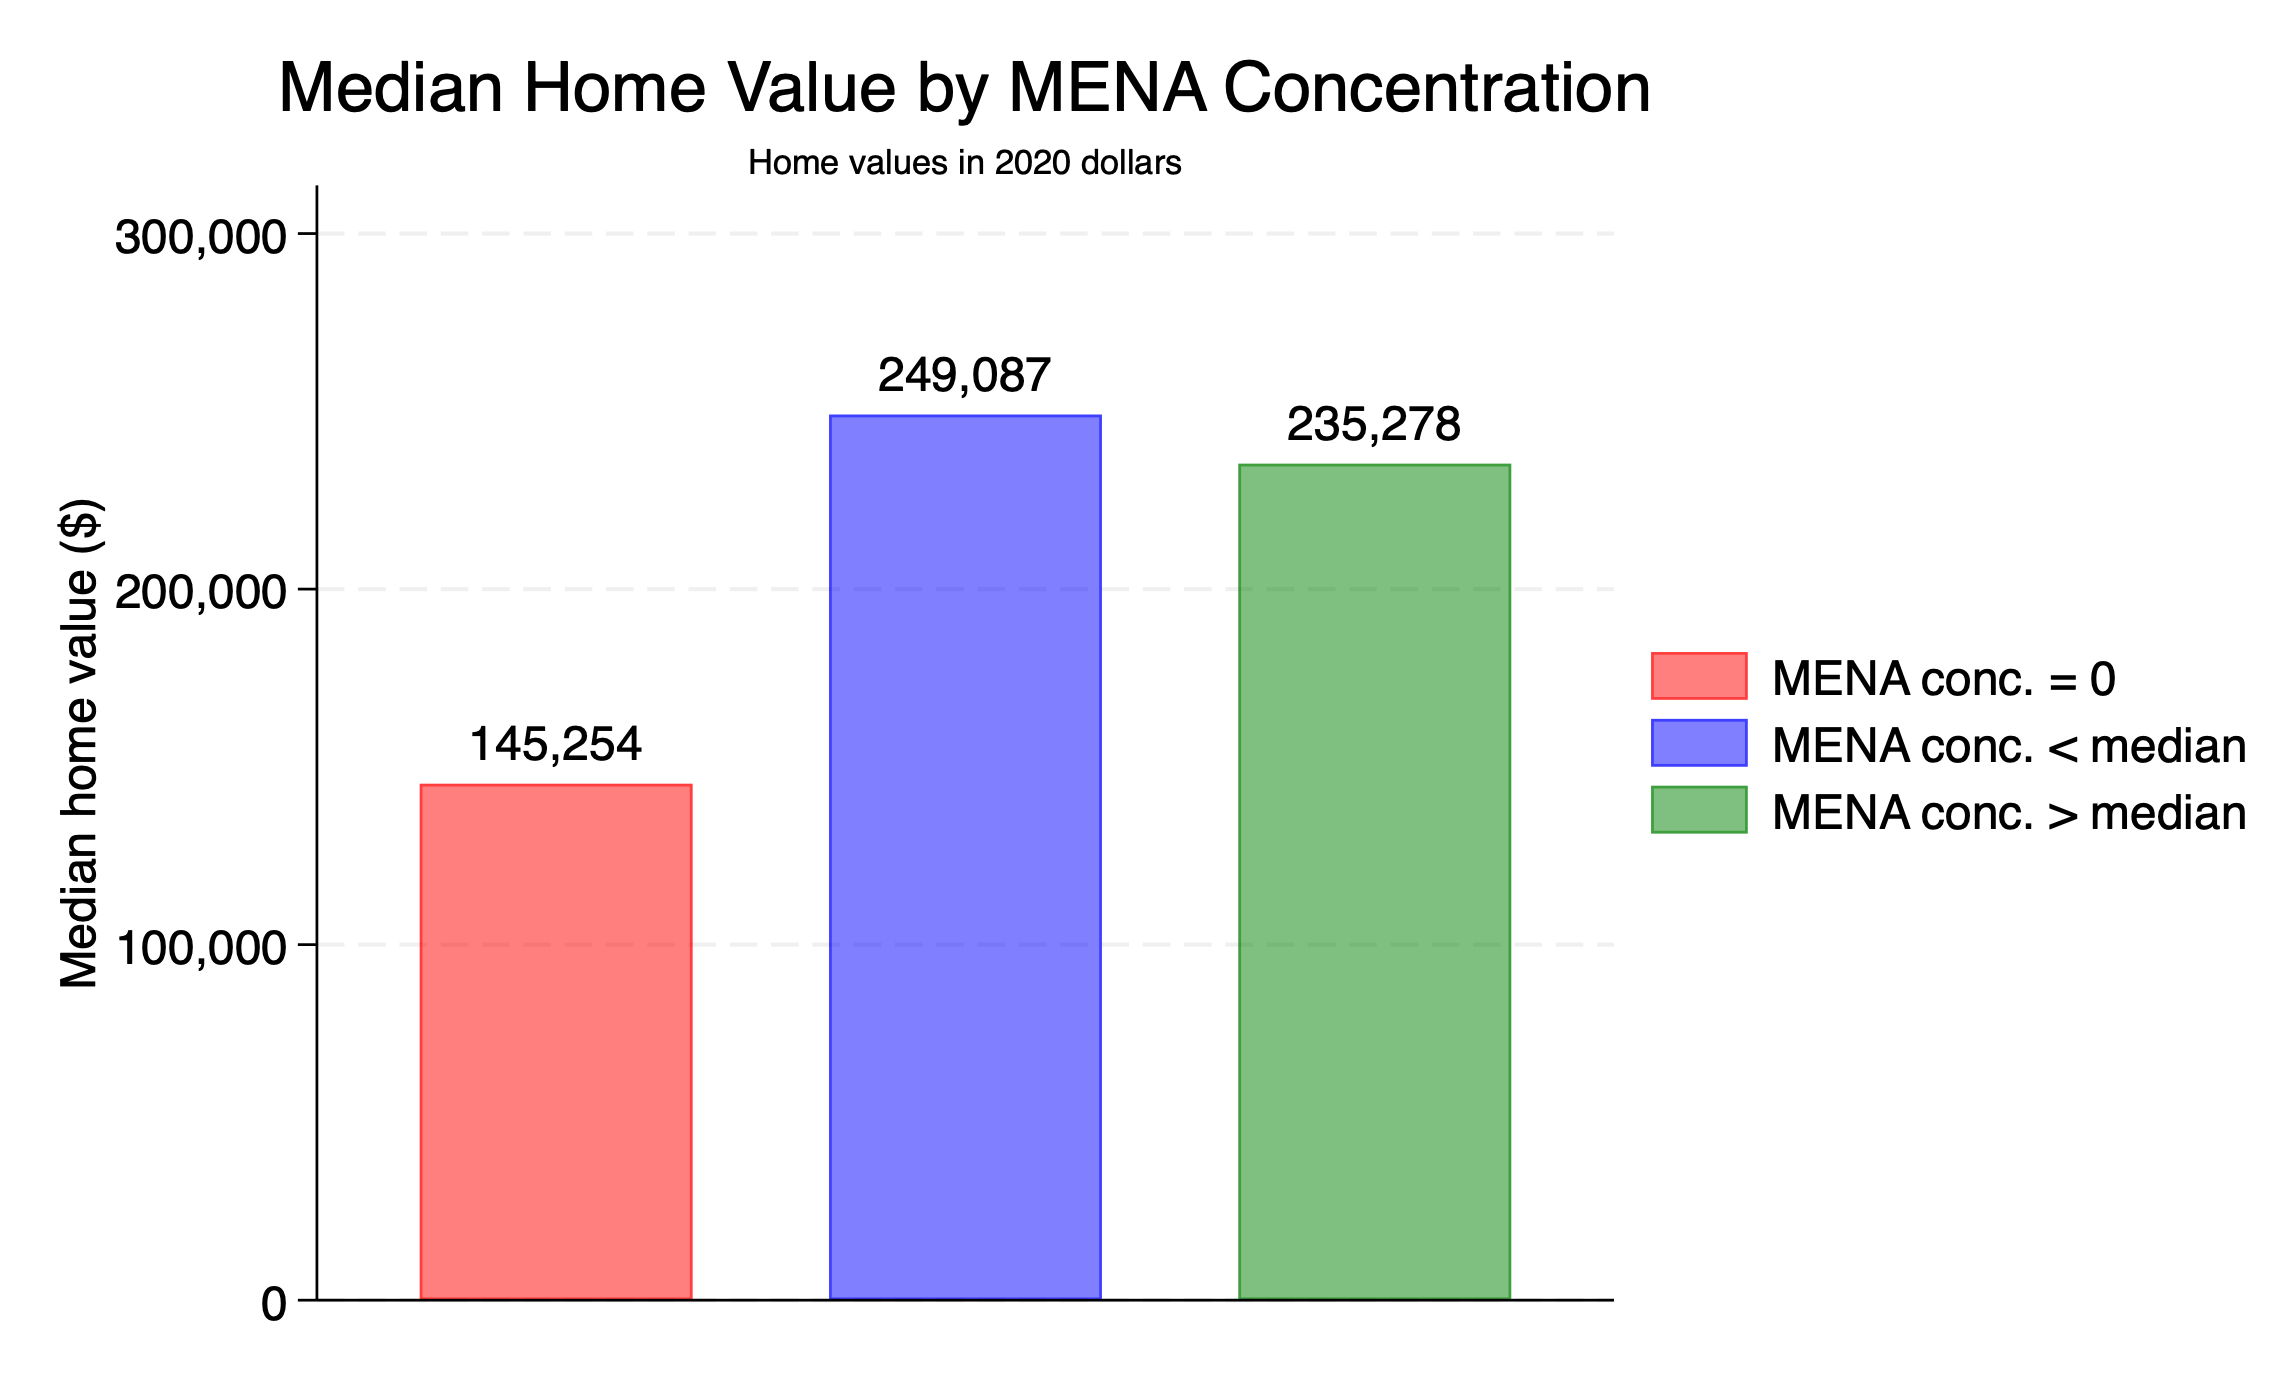 Median Home Value by MENA Concentration
Home values in 2020 dollars
Median home value ($)
300,000
200,000
100,000
0
145,254
249,087
235,278
MENA conc. = 0
MENA conc. < median
MENA conc. > median